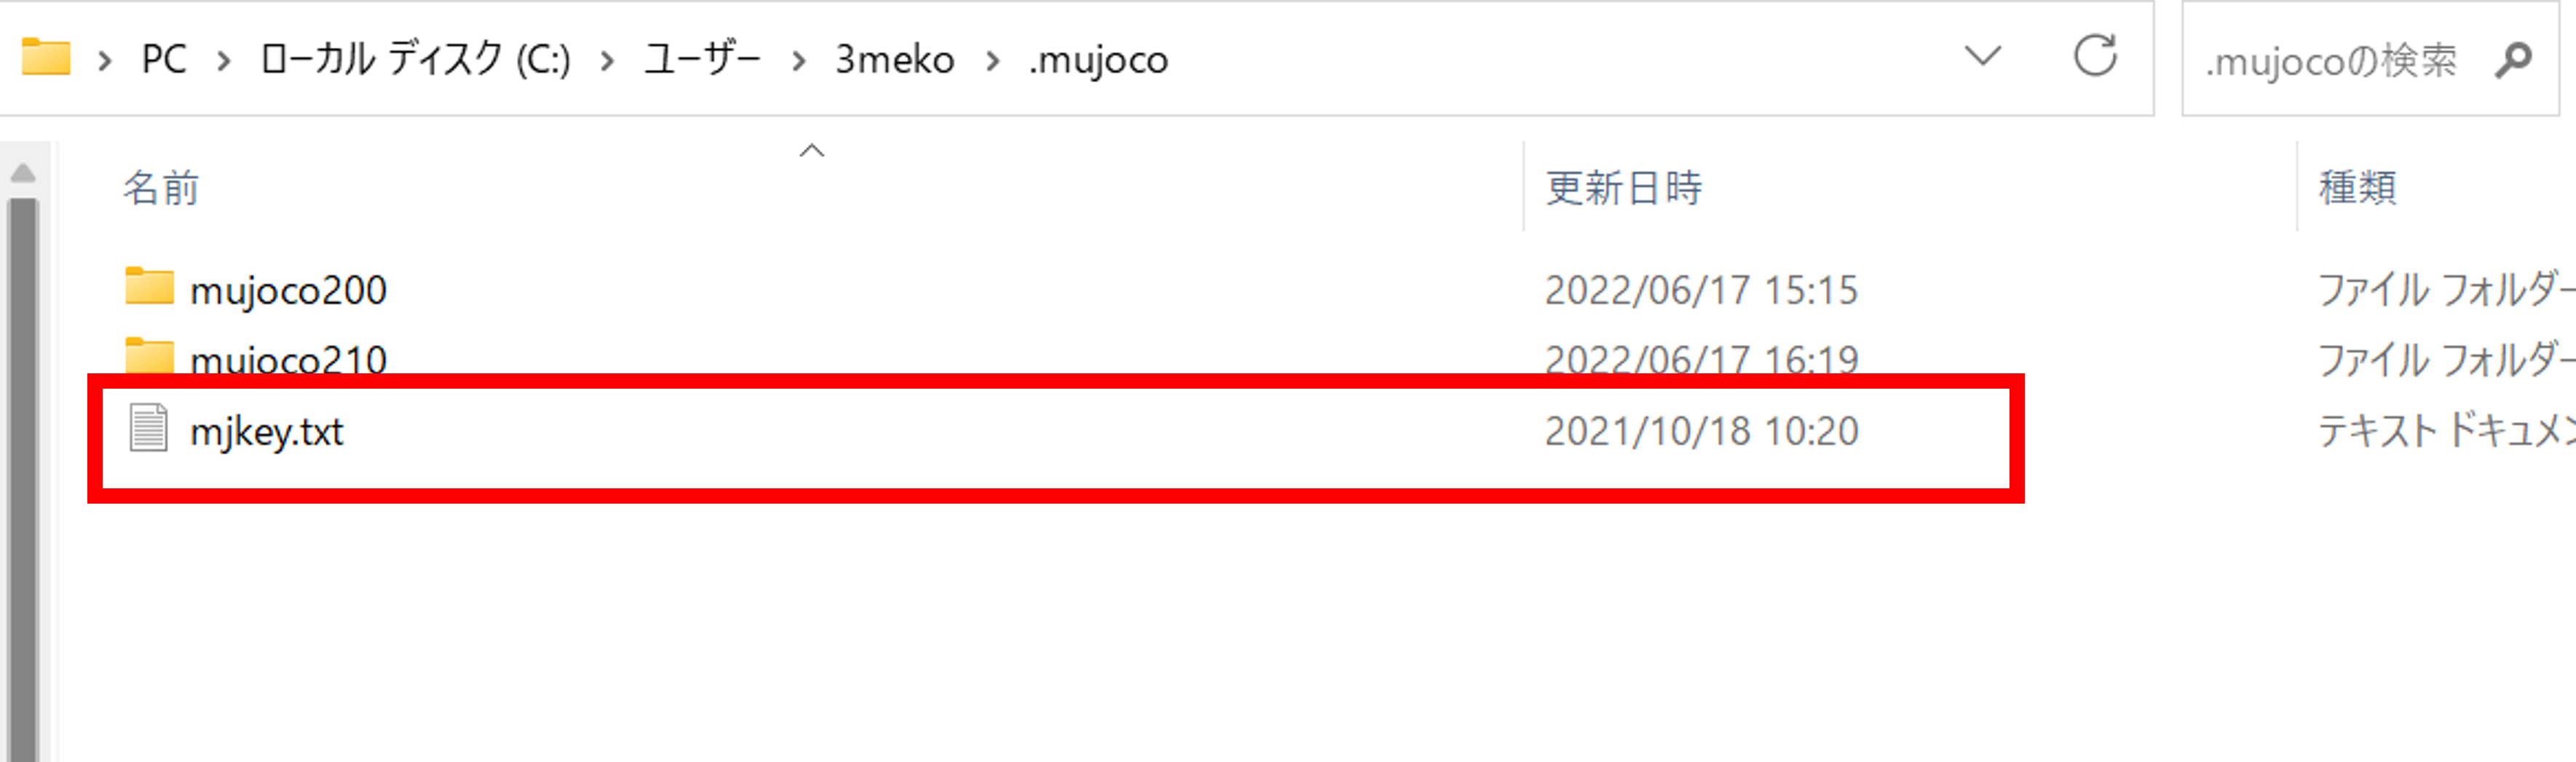 PC › ローカル ディスク (C:) › ユーザー › 3meko › .mujoco
.mujocoの検索
名前 更新日時 種類
mujoco200 2022/06/17 15:15 ファイル フォルダー
mujoco210 2022/06/17 16:19 ファイル フォルダー
mjkey.txt 2021/10/18 10:20 テキスト ドキュメン